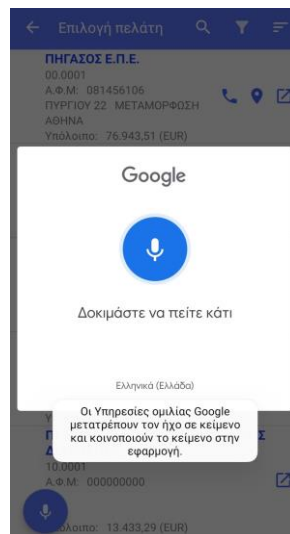 Επιλογή πελάτη
ΠΗΓΑΣΟΣ Ε.Π.Ε.
00.0001
Α.Φ.Μ: 081456106
ΠΥΡΓΙΟΥ 22 ΜΕΤΑΜΟΡΦΩΣΗ
ΑΘΗΝΑ
Υπόλοιπο: 76.943,51 (EUR)
Google
Δοκιμάστε να πείτε κάτι
Ελληνικά (Ελλάδα)
Οι Υπηρεσίες ομιλίας Google
μετατρέπουν τον ήχο σε κείμενο
και κοινοποιούν το κείμενο στην
εφαρμογή.
10.0001
Α.Φ.Μ: 000000000
Υπόλοιπο: 13.433,29 (EUR)